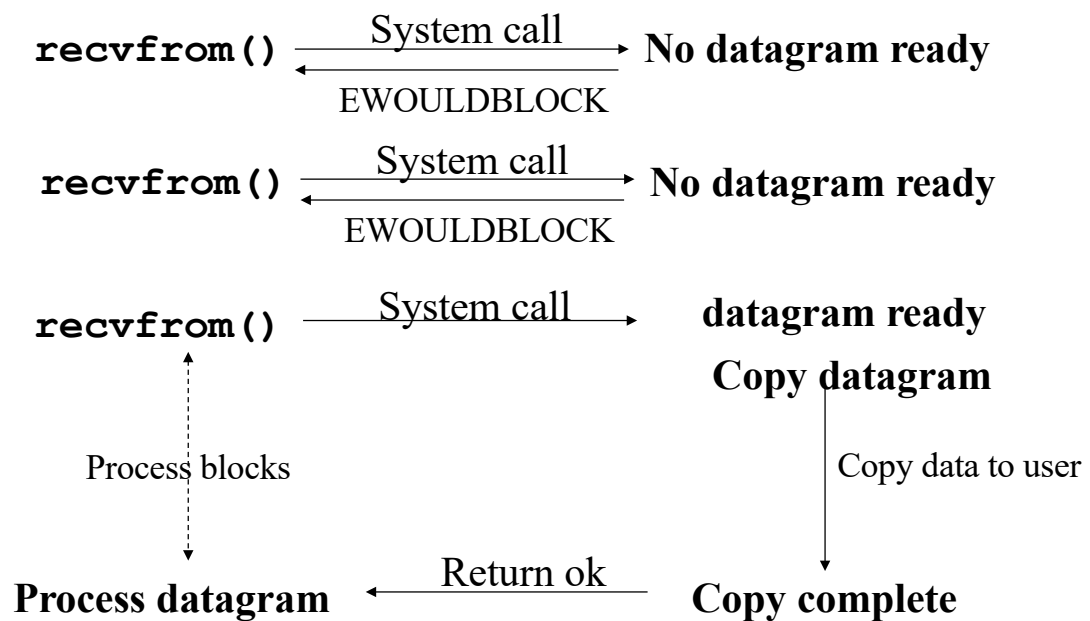 recvfrom() System call No datagram ready
EWOULDBLOCK
recvfrom() System call No datagram ready
EWOULDBLOCK
recvfrom() System call datagram ready
Copy datagram
Process blocks Copy data to user
Process datagram Return ok Copy complete